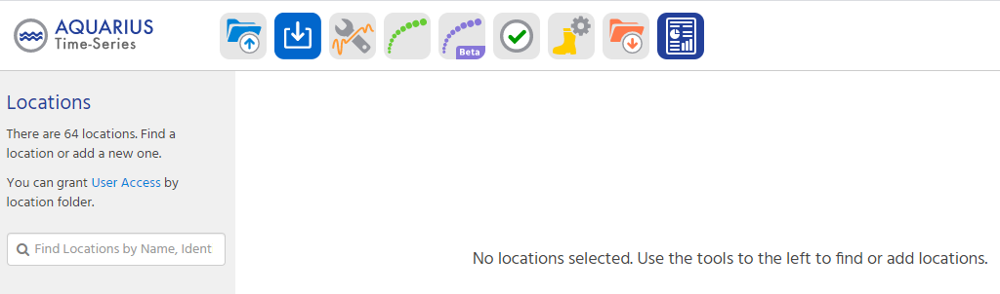 AQUARIUS
Time-Series
Beta
Locations
There are 64 locations. Find a
location or add a new one.
You can grant User Access by
location folder.
Find Locations by Name, Ident
No locations selected. Use the tools to the left to find or add locations.